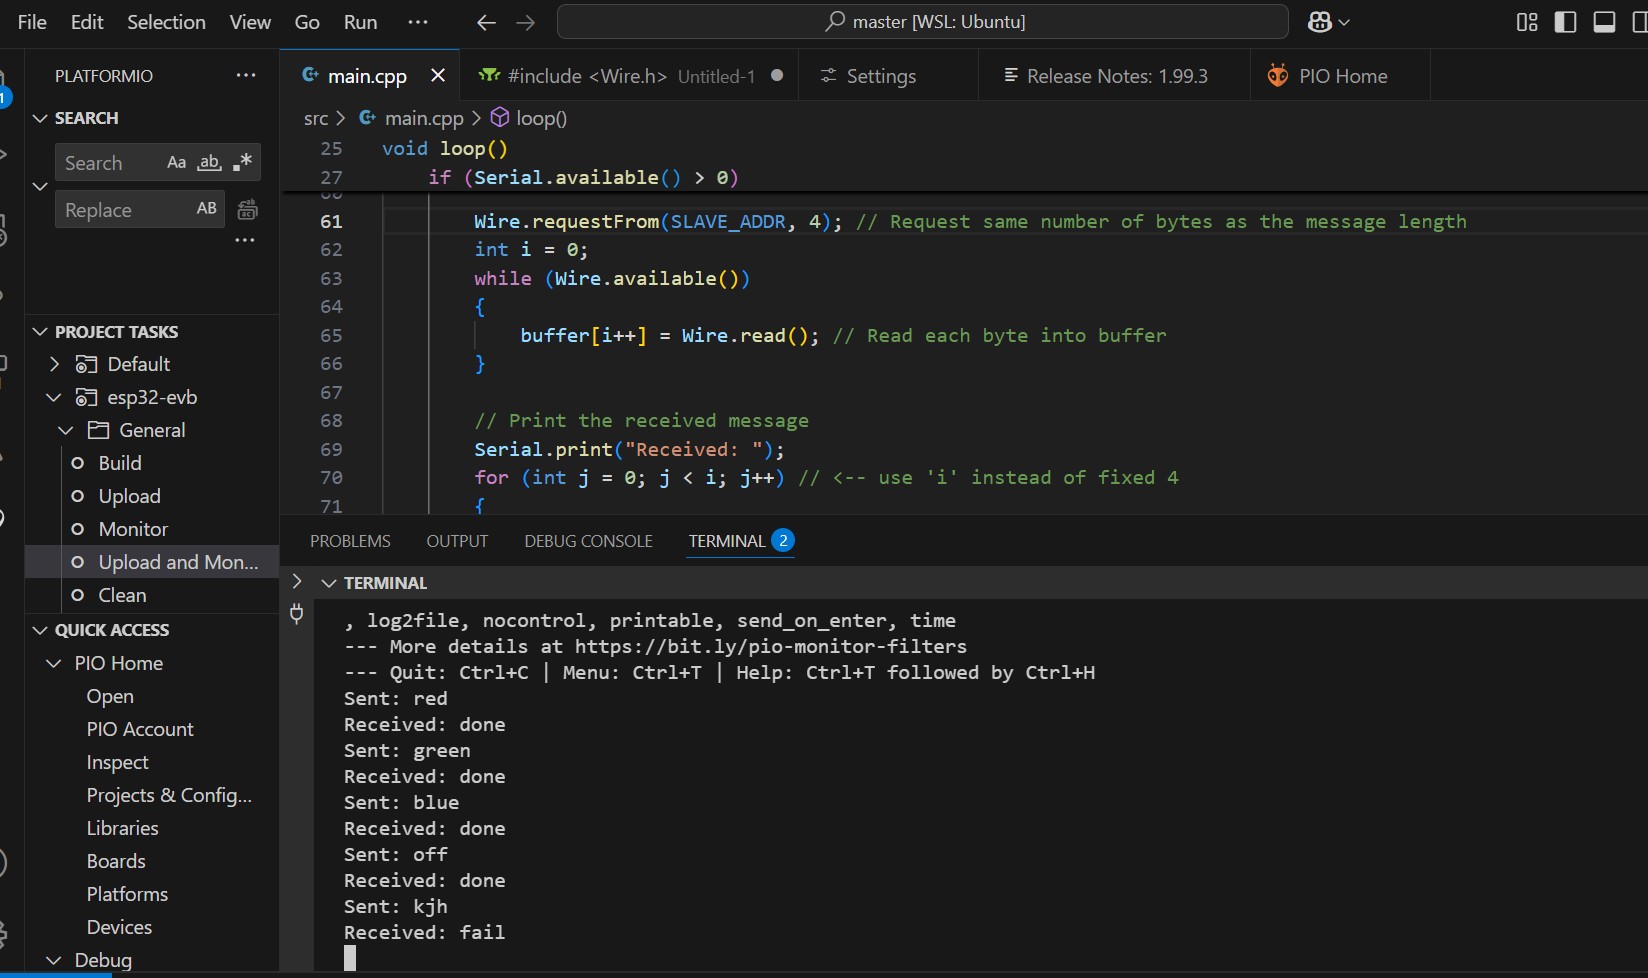 File Edit Selection View Go Run ··· master [WSL: Ubuntu]
PLATFORMIO ···
SEARCH
Search Aa ab .*
Replace AB
···
PROJECT TASKS
Default
esp32-evb
General
Build
Upload
Monitor
Upload and Mon...
Clean
QUICK ACCESS
PIO Home
Open
PIO Account
Inspect
Projects & Config...
Libraries
Boards
Platforms
Devices
Debug
main.cpp #include <Wire.h> Untitled-1 Settings Release Notes: 1.99.3 PIO Home
src > main.cpp > loop()
25 void loop()
27 if (Serial.available() > 0)
61 Wire.requestFrom(SLAVE_ADDR, 4); // Request same number of bytes as the message length
62 int i = 0;
63 while (Wire.available())
64 {
65 buffer[i++] = Wire.read(); // Read each byte into buffer
66 }
67
68 // Print the received message
69 Serial.print("Received: ");
70 for (int j = 0; j < i; j++) // <-- use 'i' instead of fixed 4
71 {
PROBLEMS OUTPUT DEBUG CONSOLE TERMINAL 2
TERMINAL
, log2file, nocontrol, printable, send_on_enter, time
--- More details at https://bit.ly/pio-monitor-filters
--- Quit: Ctrl+C | Menu: Ctrl+T | Help: Ctrl+T followed by Ctrl+H
Sent: red
Received: done
Sent: green
Received: done
Sent: blue
Received: done
Sent: off
Received: done
Sent: kjh
Received: fail